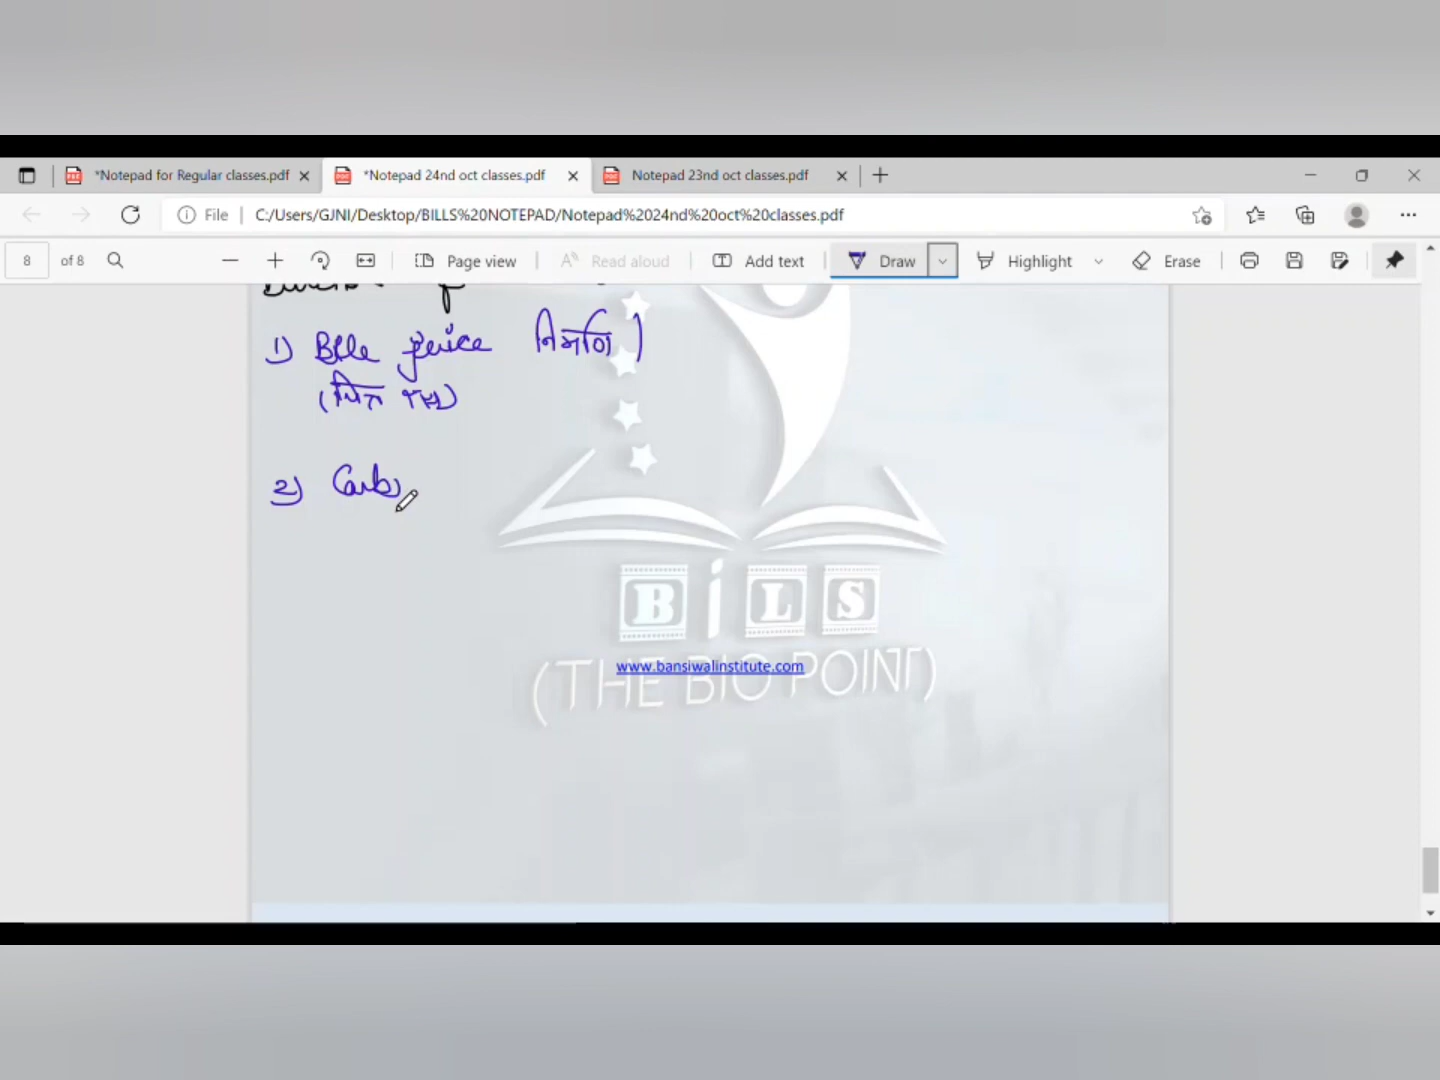 *Notepad for Regular classes.pdf
*Notepad 24nd oct classes.pdf
Notepad 23nd oct classes.pdf
File
C:/Users/GJNI/Desktop/BILLS%20NOTEPAD/Notepad%2024nd%20oct%20classes.pdf
8 of 8
Page view
Read aloud
Add text
Draw
Highlight
Erase
1) Bile juice निर्माण
(पित्त रस)
2) Carb
BiLS
www.bansiwalinstitute.com
(THE BIO POINT)